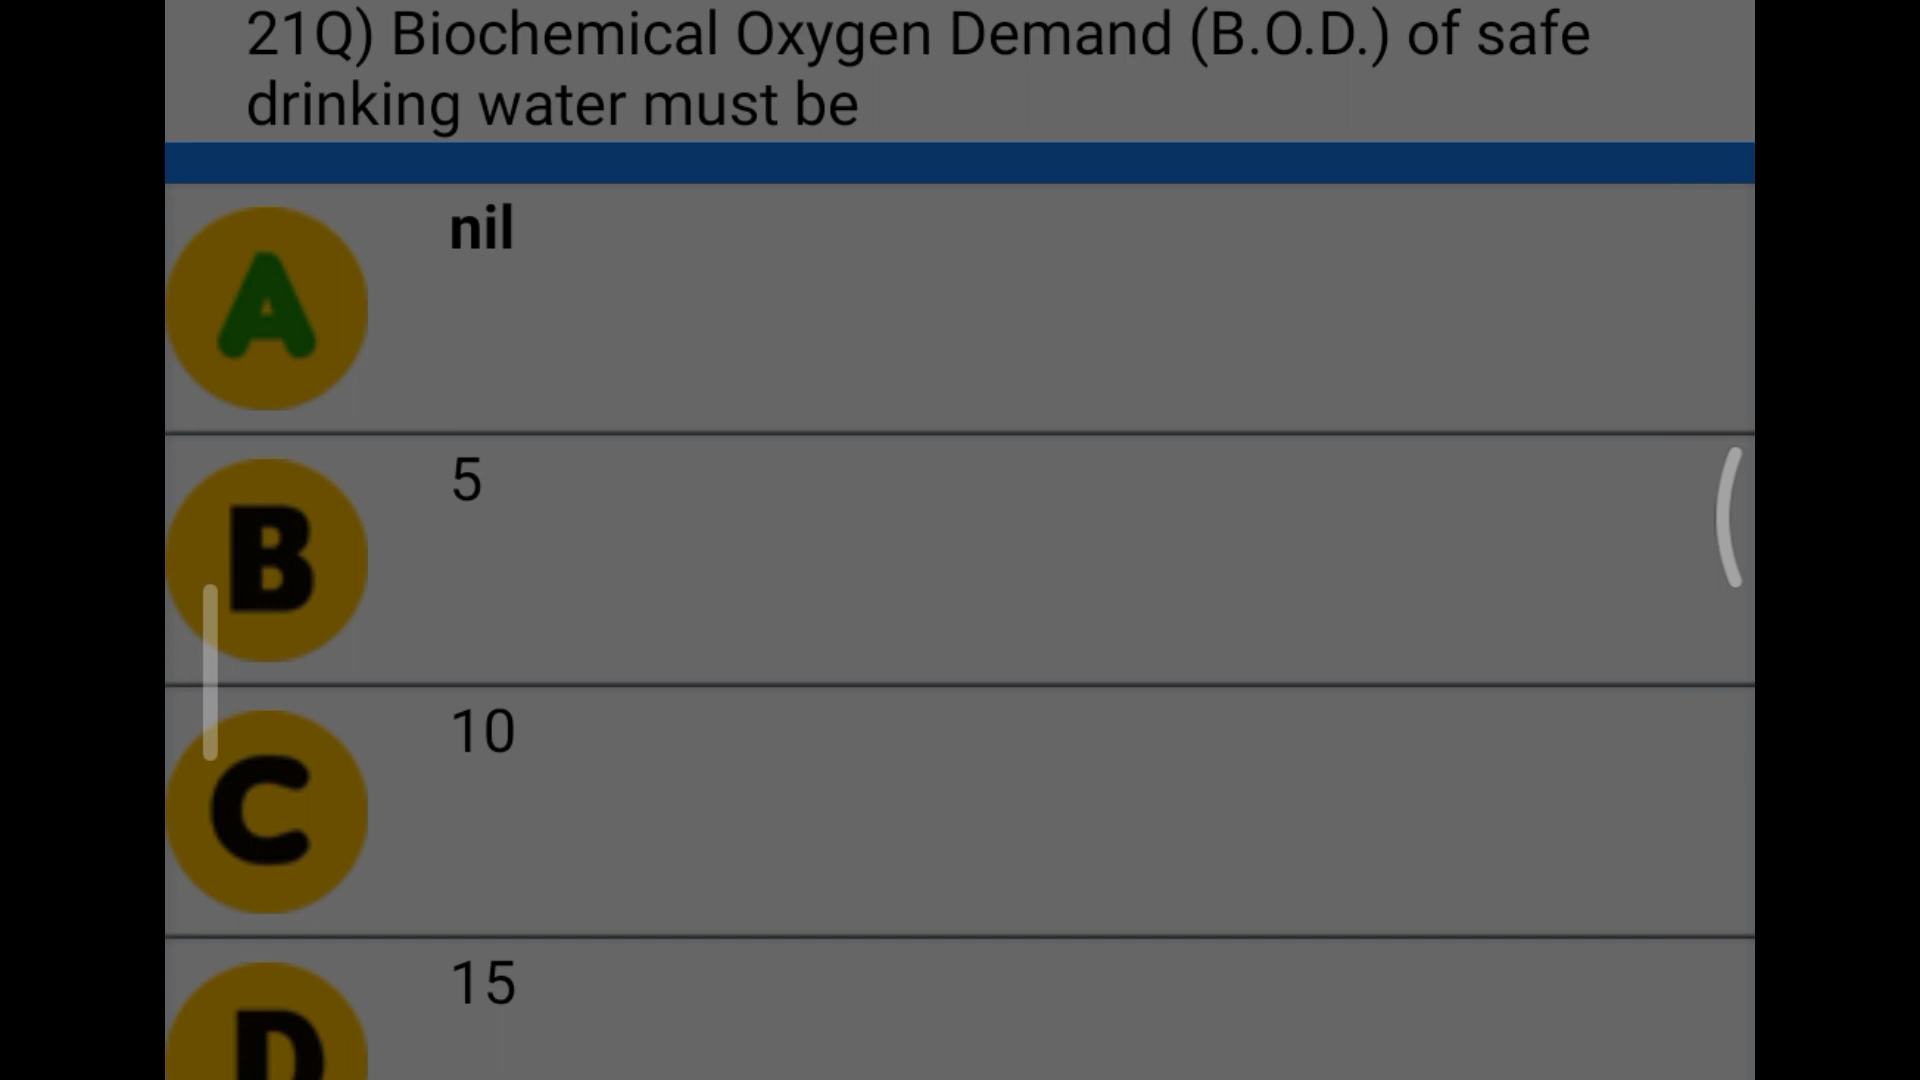 21Q) Biochemical Oxygen Demand (B.O.D.) of safe
drinking water must be
A nil
B 5
C 10
D 15